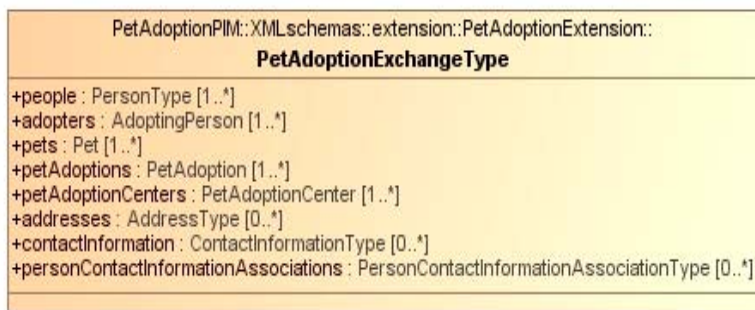 PetAdoptionPIM::XMLschemas::extension::PetAdoptionExtension::
PetAdoptionExchangeType
+people : PersonType [1..*]
+adopters : AdoptingPerson [1..*]
+pets : Pet [1..*]
+petAdoptions : PetAdoption [1..*]
+petAdoptionCenters : PetAdoptionCenter [1..*]
+addresses : AddressType [0..*]
+contactInformation : ContactInformationType [0..*]
+personContactInformationAssociations : PersonContactInformationAssociationType [0..*]